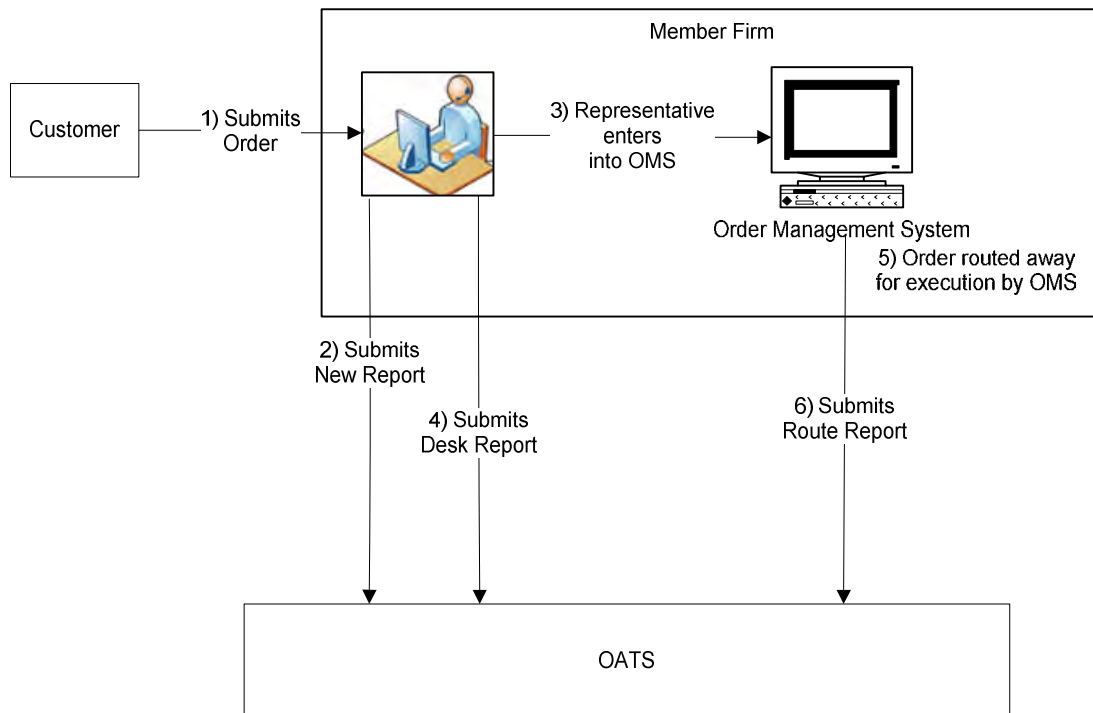 Member Firm
Customer
1) Submits
Order
3) Representative
enters
into OMS
Order Management System
5) Order routed away
for execution by OMS
2) Submits
New Report
4) Submits
Desk Report
6) Submits
Route Report
OATS